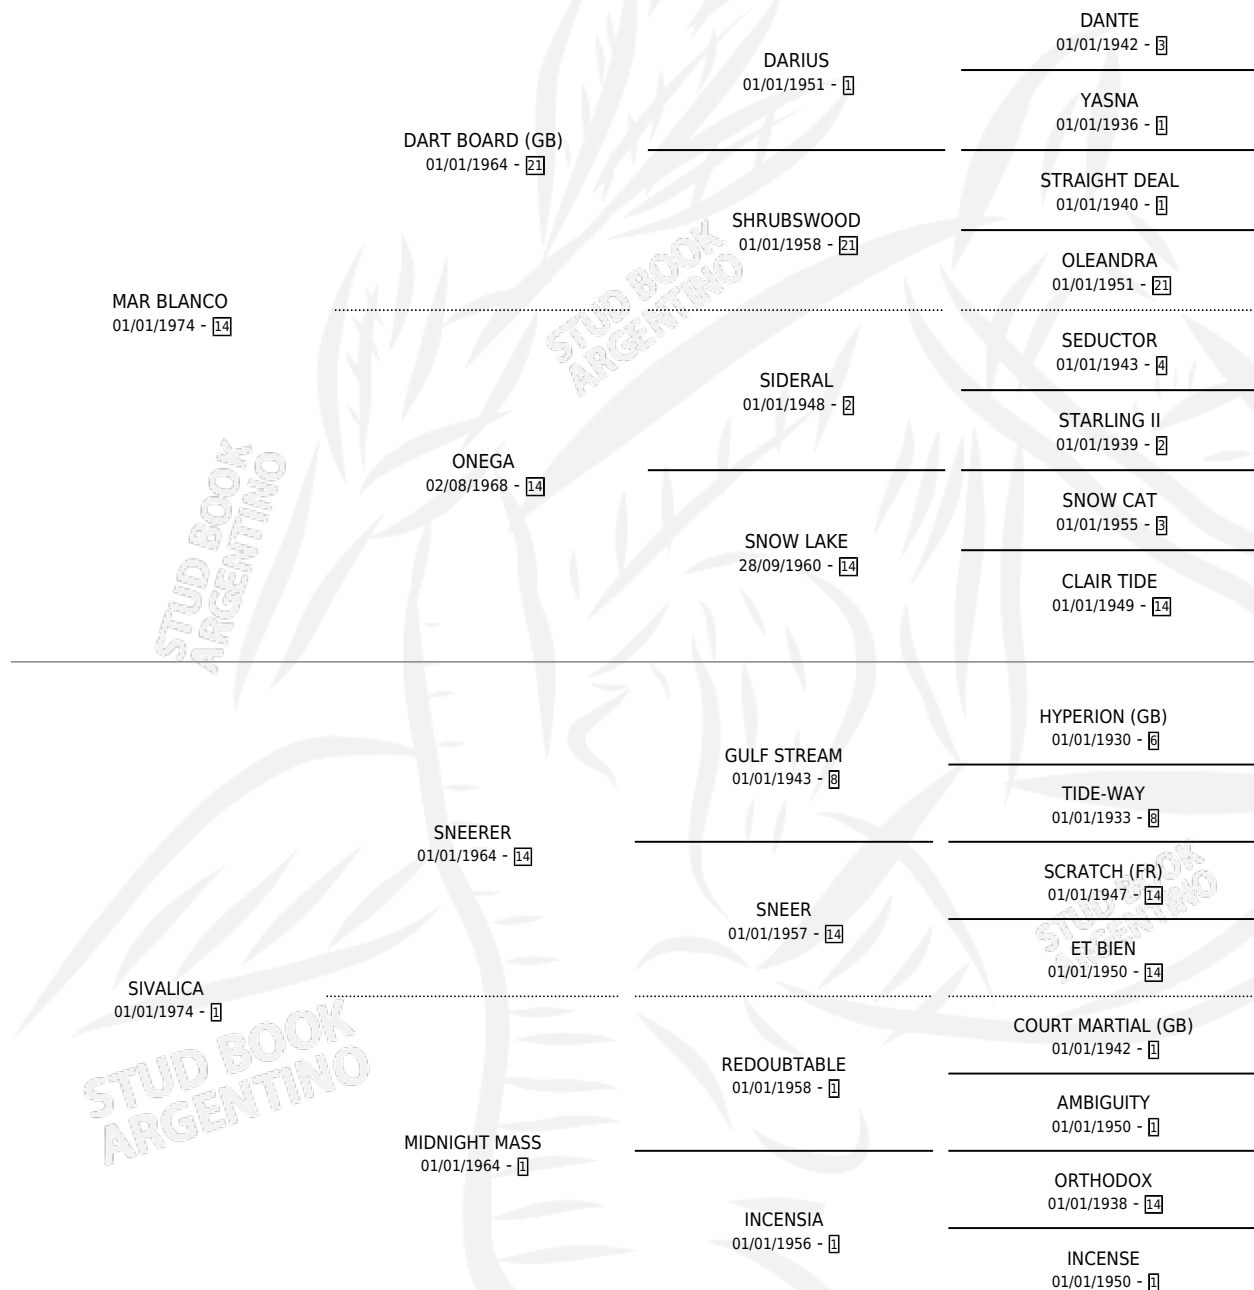 MAR BLANCO
01/01/1974 - 14
DART BOARD (GB)
01/01/1964 - 21
DARIUS
01/01/1951 - 1
DANTE
01/01/1942 - 3
YASNA
01/01/1936 - 1
SHRUBSWOOD
01/01/1958 - 21
STRAIGHT DEAL
01/01/1940 - 1
OLEANDRA
01/01/1951 - 21
ONEGA
02/08/1968 - 14
SIDERAL
01/01/1948 - 2
SEDUCTOR
01/01/1943 - 4
STARLING II
01/01/1939 - 2
SNOW LAKE
28/09/1960 - 14
SNOW CAT
01/01/1955 - 3
CLAIR TIDE
01/01/1949 - 14
SIVALICA
01/01/1974 - 1
SNEERER
01/01/1964 - 14
GULF STREAM
01/01/1943 - 8
HYPERION (GB)
01/01/1930 - 6
TIDE-WAY
01/01/1933 - 8
SNEER
01/01/1957 - 14
SCRATCH (FR)
01/01/1947 - 14
ET BIEN
01/01/1950 - 14
MIDNIGHT MASS
01/01/1964 - 1
REDOUBTABLE
01/01/1958 - 1
COURT MARTIAL (GB)
01/01/1942 - 1
AMBIGUITY
01/01/1950 - 1
INCENSIA
01/01/1956 - 1
ORTHODOX
01/01/1938 - 14
INCENSE
01/01/1950 - 1
STUD BOOK
ARGENTINO
STUD BOOK
ARGENTINO
STUD BOOK
ARGENTINO
STUD BOOK
ARGENTINO